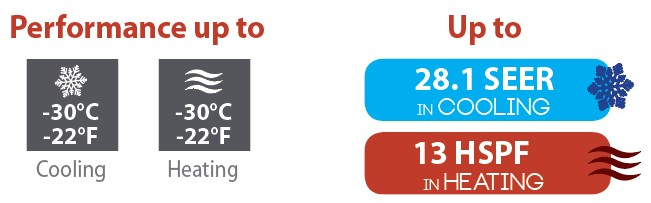 Performance up to
-30°C
-22°F
Cooling
-30°C
-22°F
Heating
Up to
28.1 SEER
IN COOLING
13 HSPF
IN HEATING